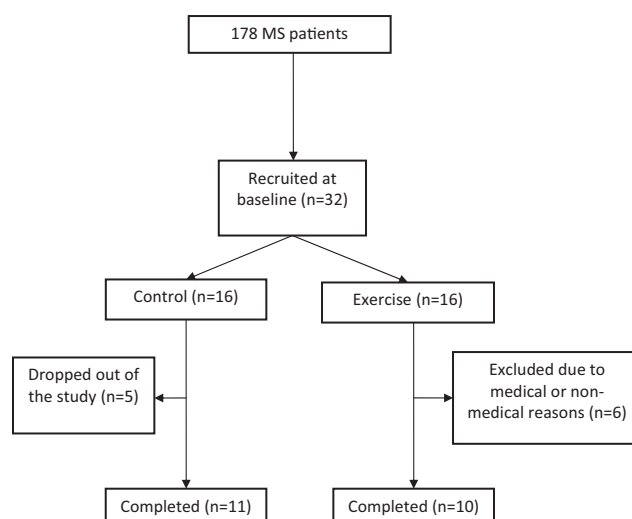 178 MS patients
Recruited at
baseline (n=32)
Control (n=16)
Exercise (n=16)
Dropped out of
the study (n=5)
Excluded due to
medical or non-
medical reasons (n=6)
Completed (n=11)
Completed (n=10)